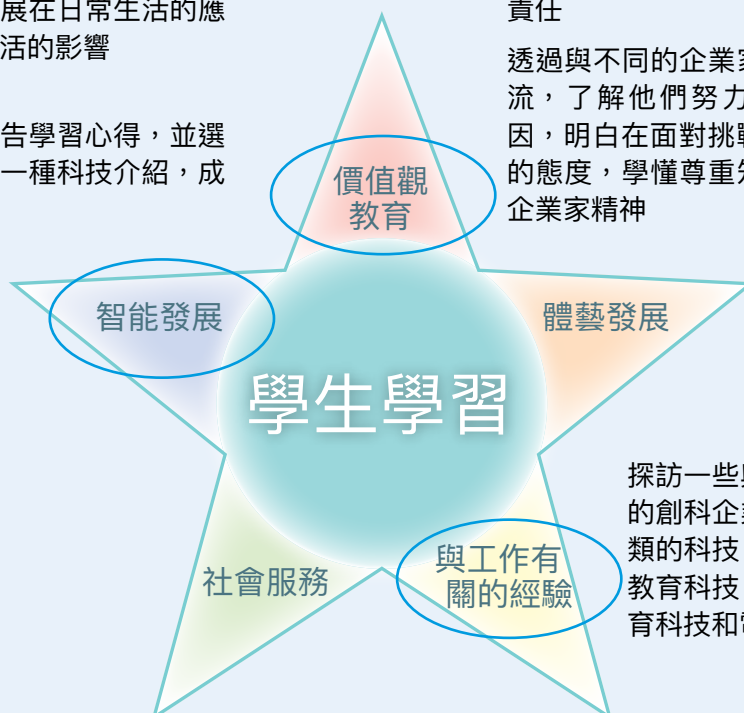 展在日常生活的應
活的影響
告學習心得，並選
一種科技介紹，成
責任
透過與不同的企業家
流，了解他們努力
因，明白在面對挑戰
的態度，學懂尊重
企業家精神
價值觀
教育
智能發展
體藝發展
學生學習
社會服務
與工作有
關的經驗
探訪一些
的創科企業
類的科技
教育科技
育科技和